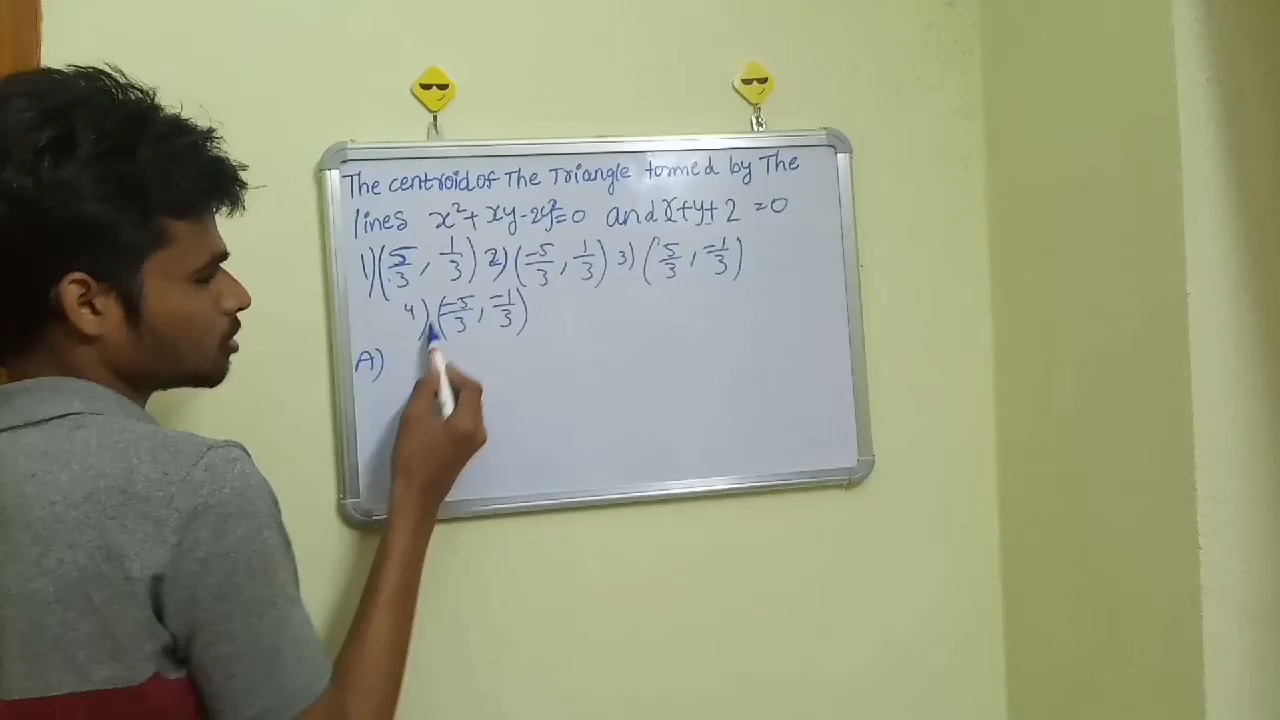 The centroid of The Triangle formed by The
lines x²+xy-2y²=0 and x+y+2=0
1) (5/3, 1/3) 2) (-5/3, 1/3) 3) (5/3, -1/3)
4) (-5/3, -1/3)
A)